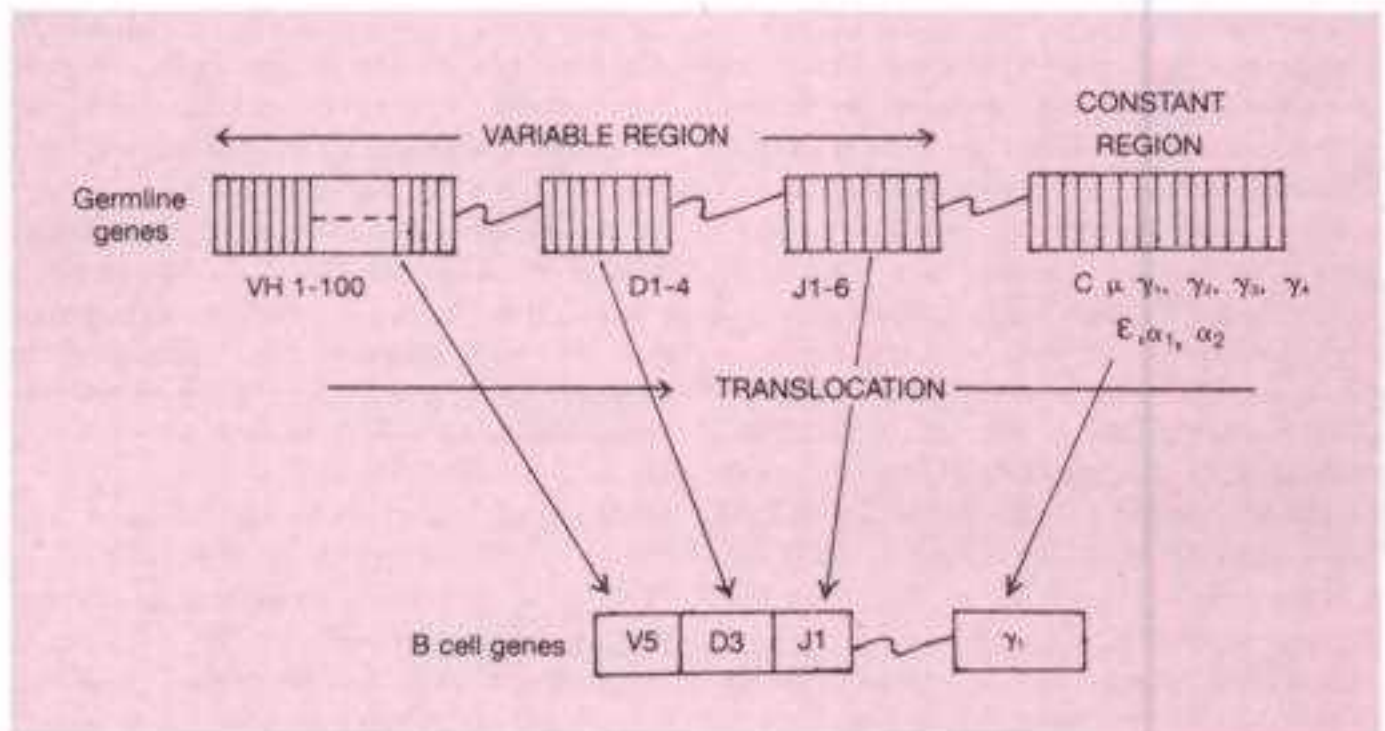 CONSTANT
REGION
VARIABLE REGION
Germline
genes
VH 1-100
D1-4
J1-6
C μ γ₁, γ₂, γ₃, γ₄
ε, α₁, α₂
TRANSLOCATION
B cell genes
V5
D3
J1
γ₁